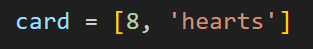 card = [8, 'hearts']